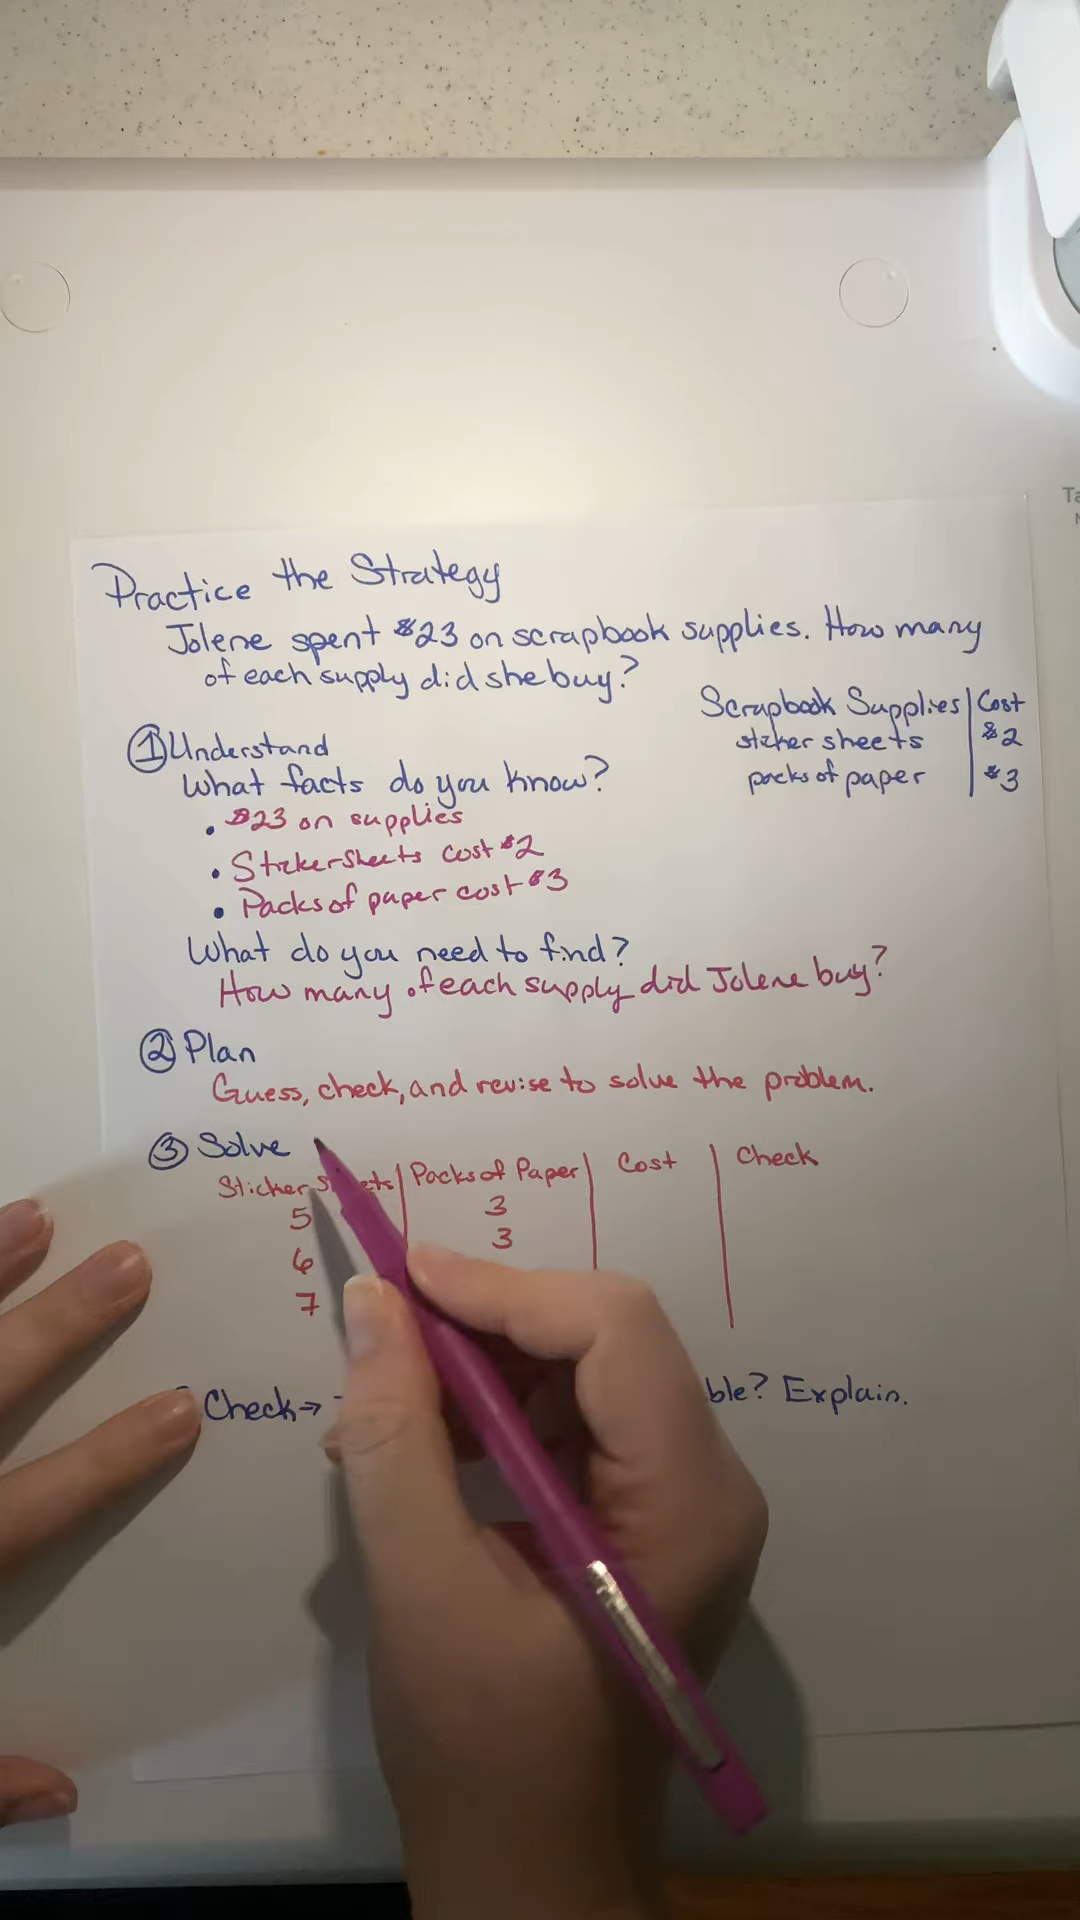 Practice the Strategy
Jolene spent $23 on scrapbook supplies. How many
of each supply did she buy?
Scrapbook Supplies | Cost
sticker sheets | $2
packs of paper | $3
① Understand
What facts do you know?
• $23 on supplies
• Sticker sheets cost $2
• Packs of paper cost $3
What do you need to find?
How many of each supply did Jolene buy?
② Plan
Guess, check, and revise to solve the problem.
③ Solve
Sticker | Packs of Paper | Cost | Check
5 3
6 3
7
Check → Explain.